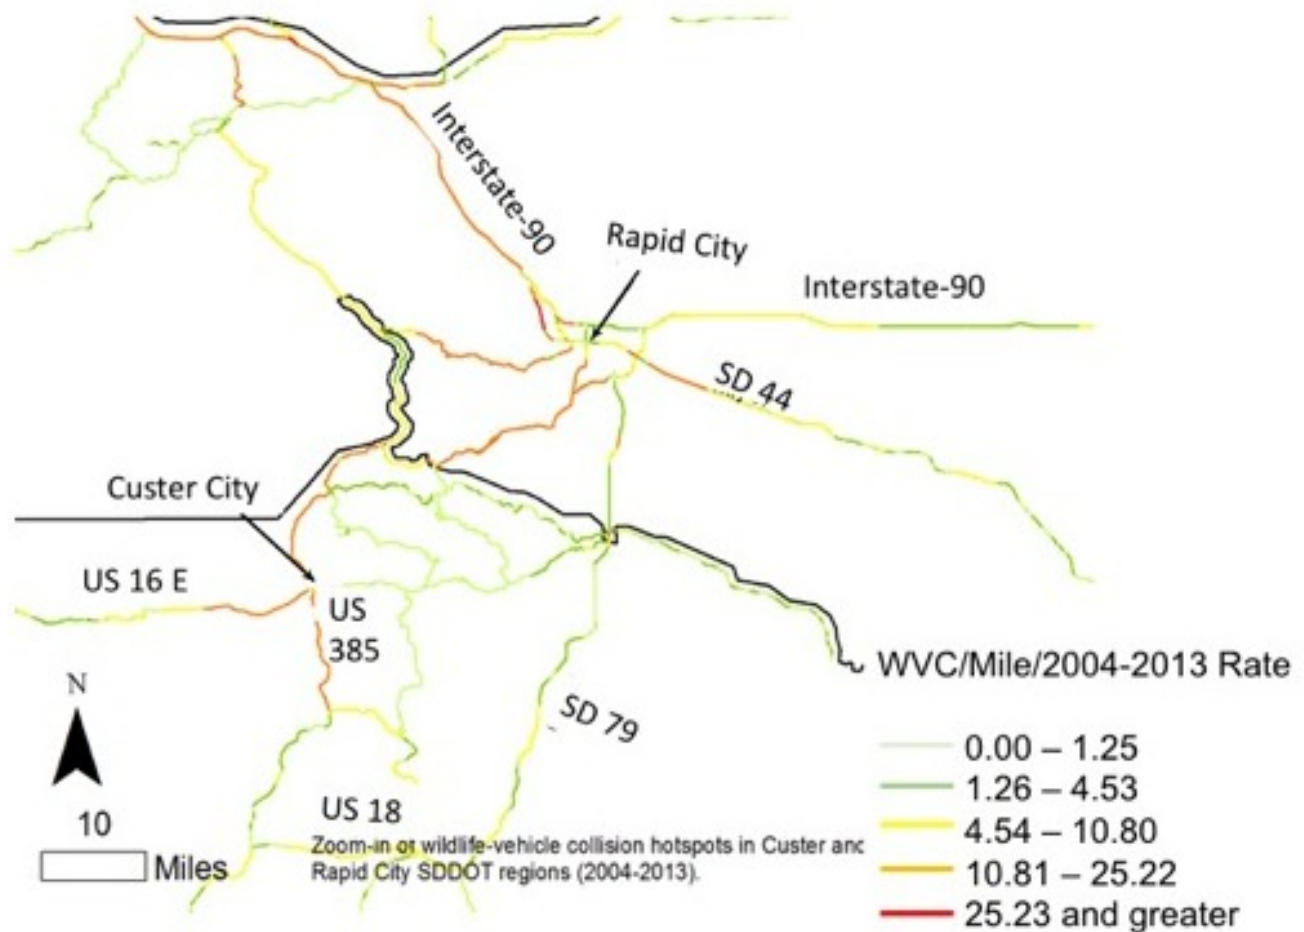 Interstate-90
Rapid City
Interstate-90
SD 44
Custer City
US 16 E
US
385
SD 79
N
10
Miles
US 18
Zoom-in of wildlife-vehicle collision hotspots in Custer and
Rapid City SDDOT regions (2004-2013).
WVC/Mile/2004-2013 Rate
0.00 – 1.25
1.26 – 4.53
4.54 – 10.80
10.81 – 25.22
25.23 and greater